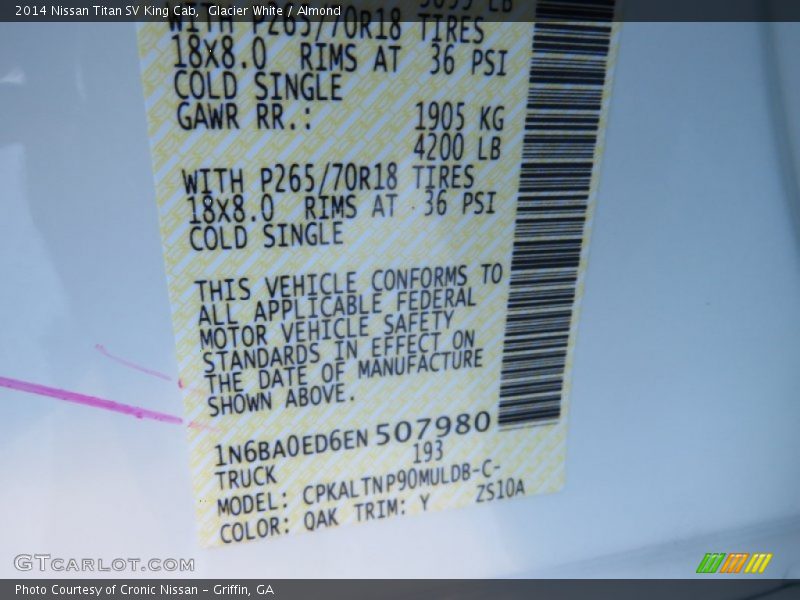 2014 Nissan Titan SV King Cab, Glacier White / Almond
WITH P265/70R18 TIRES
18X8.0 RIMS AT 36 PSI
COLD SINGLE
GAWR RR.: 1905 KG
4200 LB
WITH P265/70R18 TIRES
18X8.0 RIMS AT 36 PSI
COLD SINGLE
THIS VEHICLE CONFORMS TO
ALL APPLICABLE FEDERAL
MOTOR VEHICLE SAFETY
STANDARDS IN EFFECT ON
THE DATE OF MANUFACTURE
SHOWN ABOVE.
1N6BA0ED6EN 507980
TRUCK 193
MODEL: CPKALTNP90MULDB-C-
COLOR: QAK TRIM: Y ZS10A
GTCARLOT.COM
Photo Courtesy of Cronic Nissan – Griffin, GA